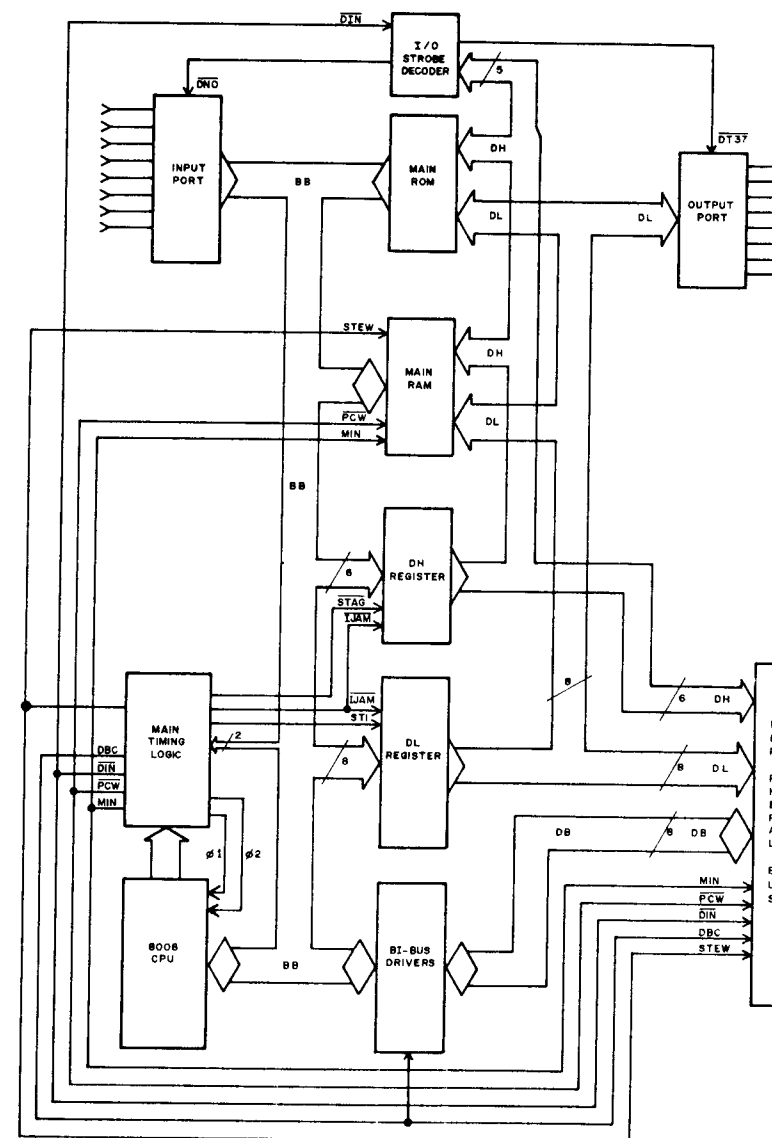 DIN
I/O
STROBE
DECODER
5
DNO
DT37
INPUT
PORT
BB
MAIN
ROM
DH
DL
DL
OUTPUT
PORT
STEW
MAIN
RAM
DH
DL
PCW
MIN
BB
DH
REGISTER
6
STAG
IJAM
8
6 DH
MAIN
TIMING
LOGIC
IJAM
STI
2
8
DL
REGISTER
8 DL
DBC
DIN
PCW
MIN
DB
8 DB
Ø1
Ø2
8008
CPU
BB
BI-BUS
DRIVERS
MIN
PCW
DIN
DBC
STEW